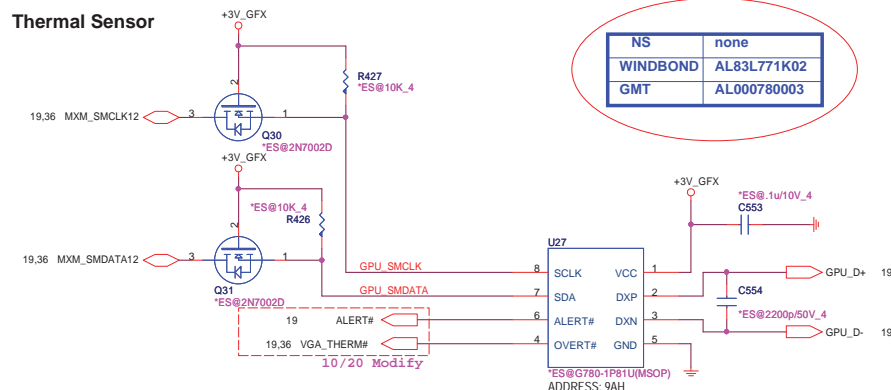 Thermal Sensor
+3V_GFX
NS none
WINDBOND AL83L771K02
GMT AL000780003
2
R427
*ES@10K_4
19,36 MXM_SMCLK12
3
1
Q30
*ES@2N7002D
+3V_GFX
2
*ES@10K_4
R426
19,36 MXM_SMDATA12
3
1
Q31
*ES@2N7002D
GPU_SMCLK
GPU_SMDATA
19 ALERT#
19,36 VGA_THERM#
10/20 Modify
+3V_GFX
*ES@.1u/10V_4
C553
U27
8 SCLK VCC 1
7 SDA DXP 2
6 ALERT# DXN 3
4 OVERT# GND 5
*ES@G780-1P81U(MSOP)
ADDRESS: 9AH
GPU_D+ 19
C554
*ES@2200p/50V_4
GPU_D- 19